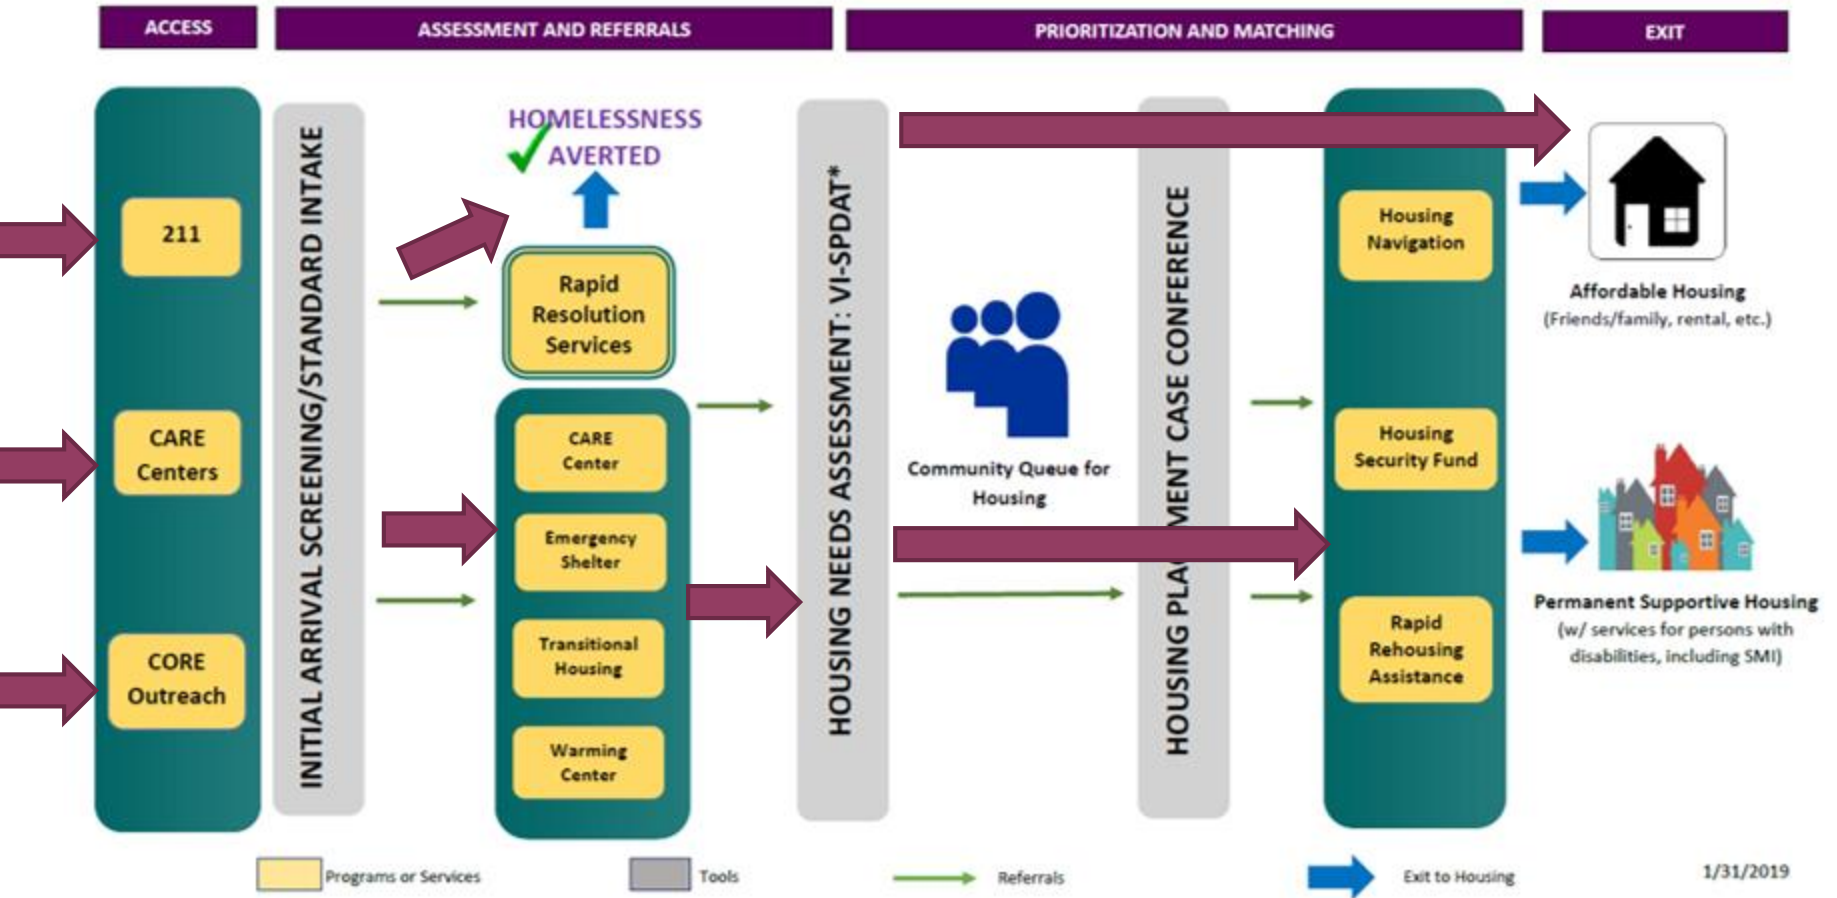 ACCESS
ASSESSMENT AND REFERRALS
PRIORITIZATION AND MATCHING
EXIT
211
CARE
Centers
CORE
Outreach
INITIAL ARRIVAL SCREENING/STANDARD INTAKE
HOMELESSNESS
AVERTED
Rapid
Resolution
Services
CARE
Center
Emergency
Shelter
Transitional
Housing
Warming
Center
HOUSING NEEDS ASSESSMENT: VI-SPDAT*
Community Queue for
Housing
HOUSING PLACEMENT CASE CONFERENCE
Housing
Navigation
Housing
Security Fund
Rapid
Rehousing
Assistance
Affordable Housing
(Friends/family, rental, etc.)
Permanent Supportive Housing
(w/ services for persons with
disabilities, including SMI)
Programs or Services
Tools
Referrals
Exit to Housing
1/31/2019